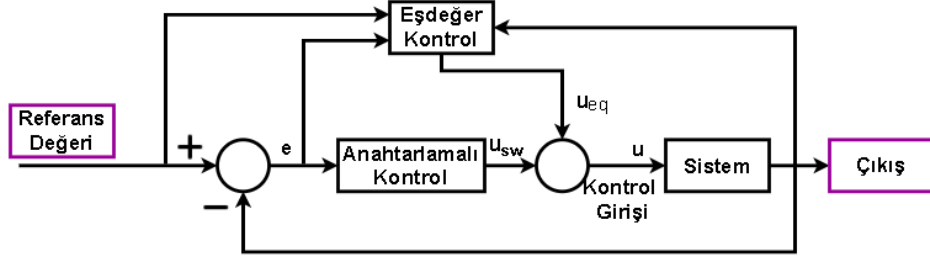 Eşdeğer
Kontrol
Referans
Değeri
+
e
Anahtarlamalı
Kontrol
u_sw
u_eq
u
Kontrol
Girişi
Sistem
Çıkış
−